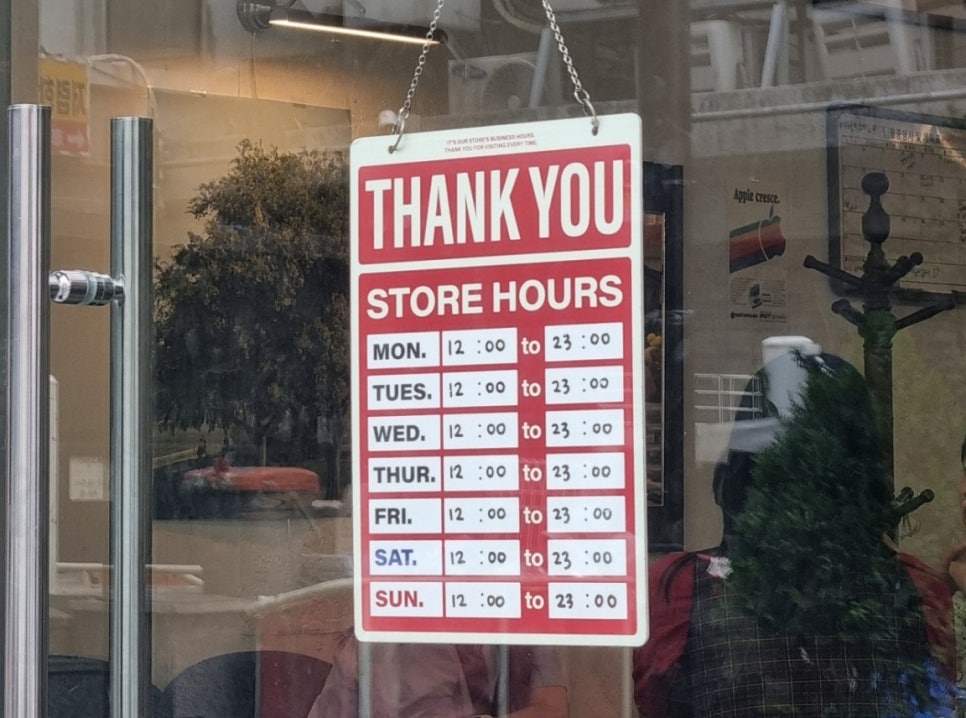 IT'S OUR STORE'S BUSINESS HOURS.
THANK YOU FOR VISITING EVERY TIME.
THANK YOU
STORE HOURS
MON. 12 :00 to 23 :00
TUES. 12 :00 to 23 :00
WED. 12 :00 to 23 :00
THUR. 12 :00 to 23 :00
FRI. 12 :00 to 23 :00
SAT. 12 :00 to 23 :00
SUN. 12 :00 to 23 :00
Apple cresce.